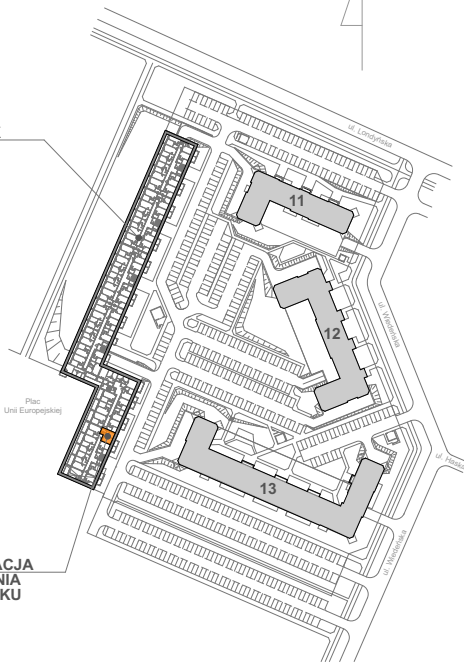 ul. Londyńska
11
ul. Wiedeńska
12
Plac
Unii Europejskiej
ul. Haska
13
ul. Wiedeńska
ACJA
NIA
KU